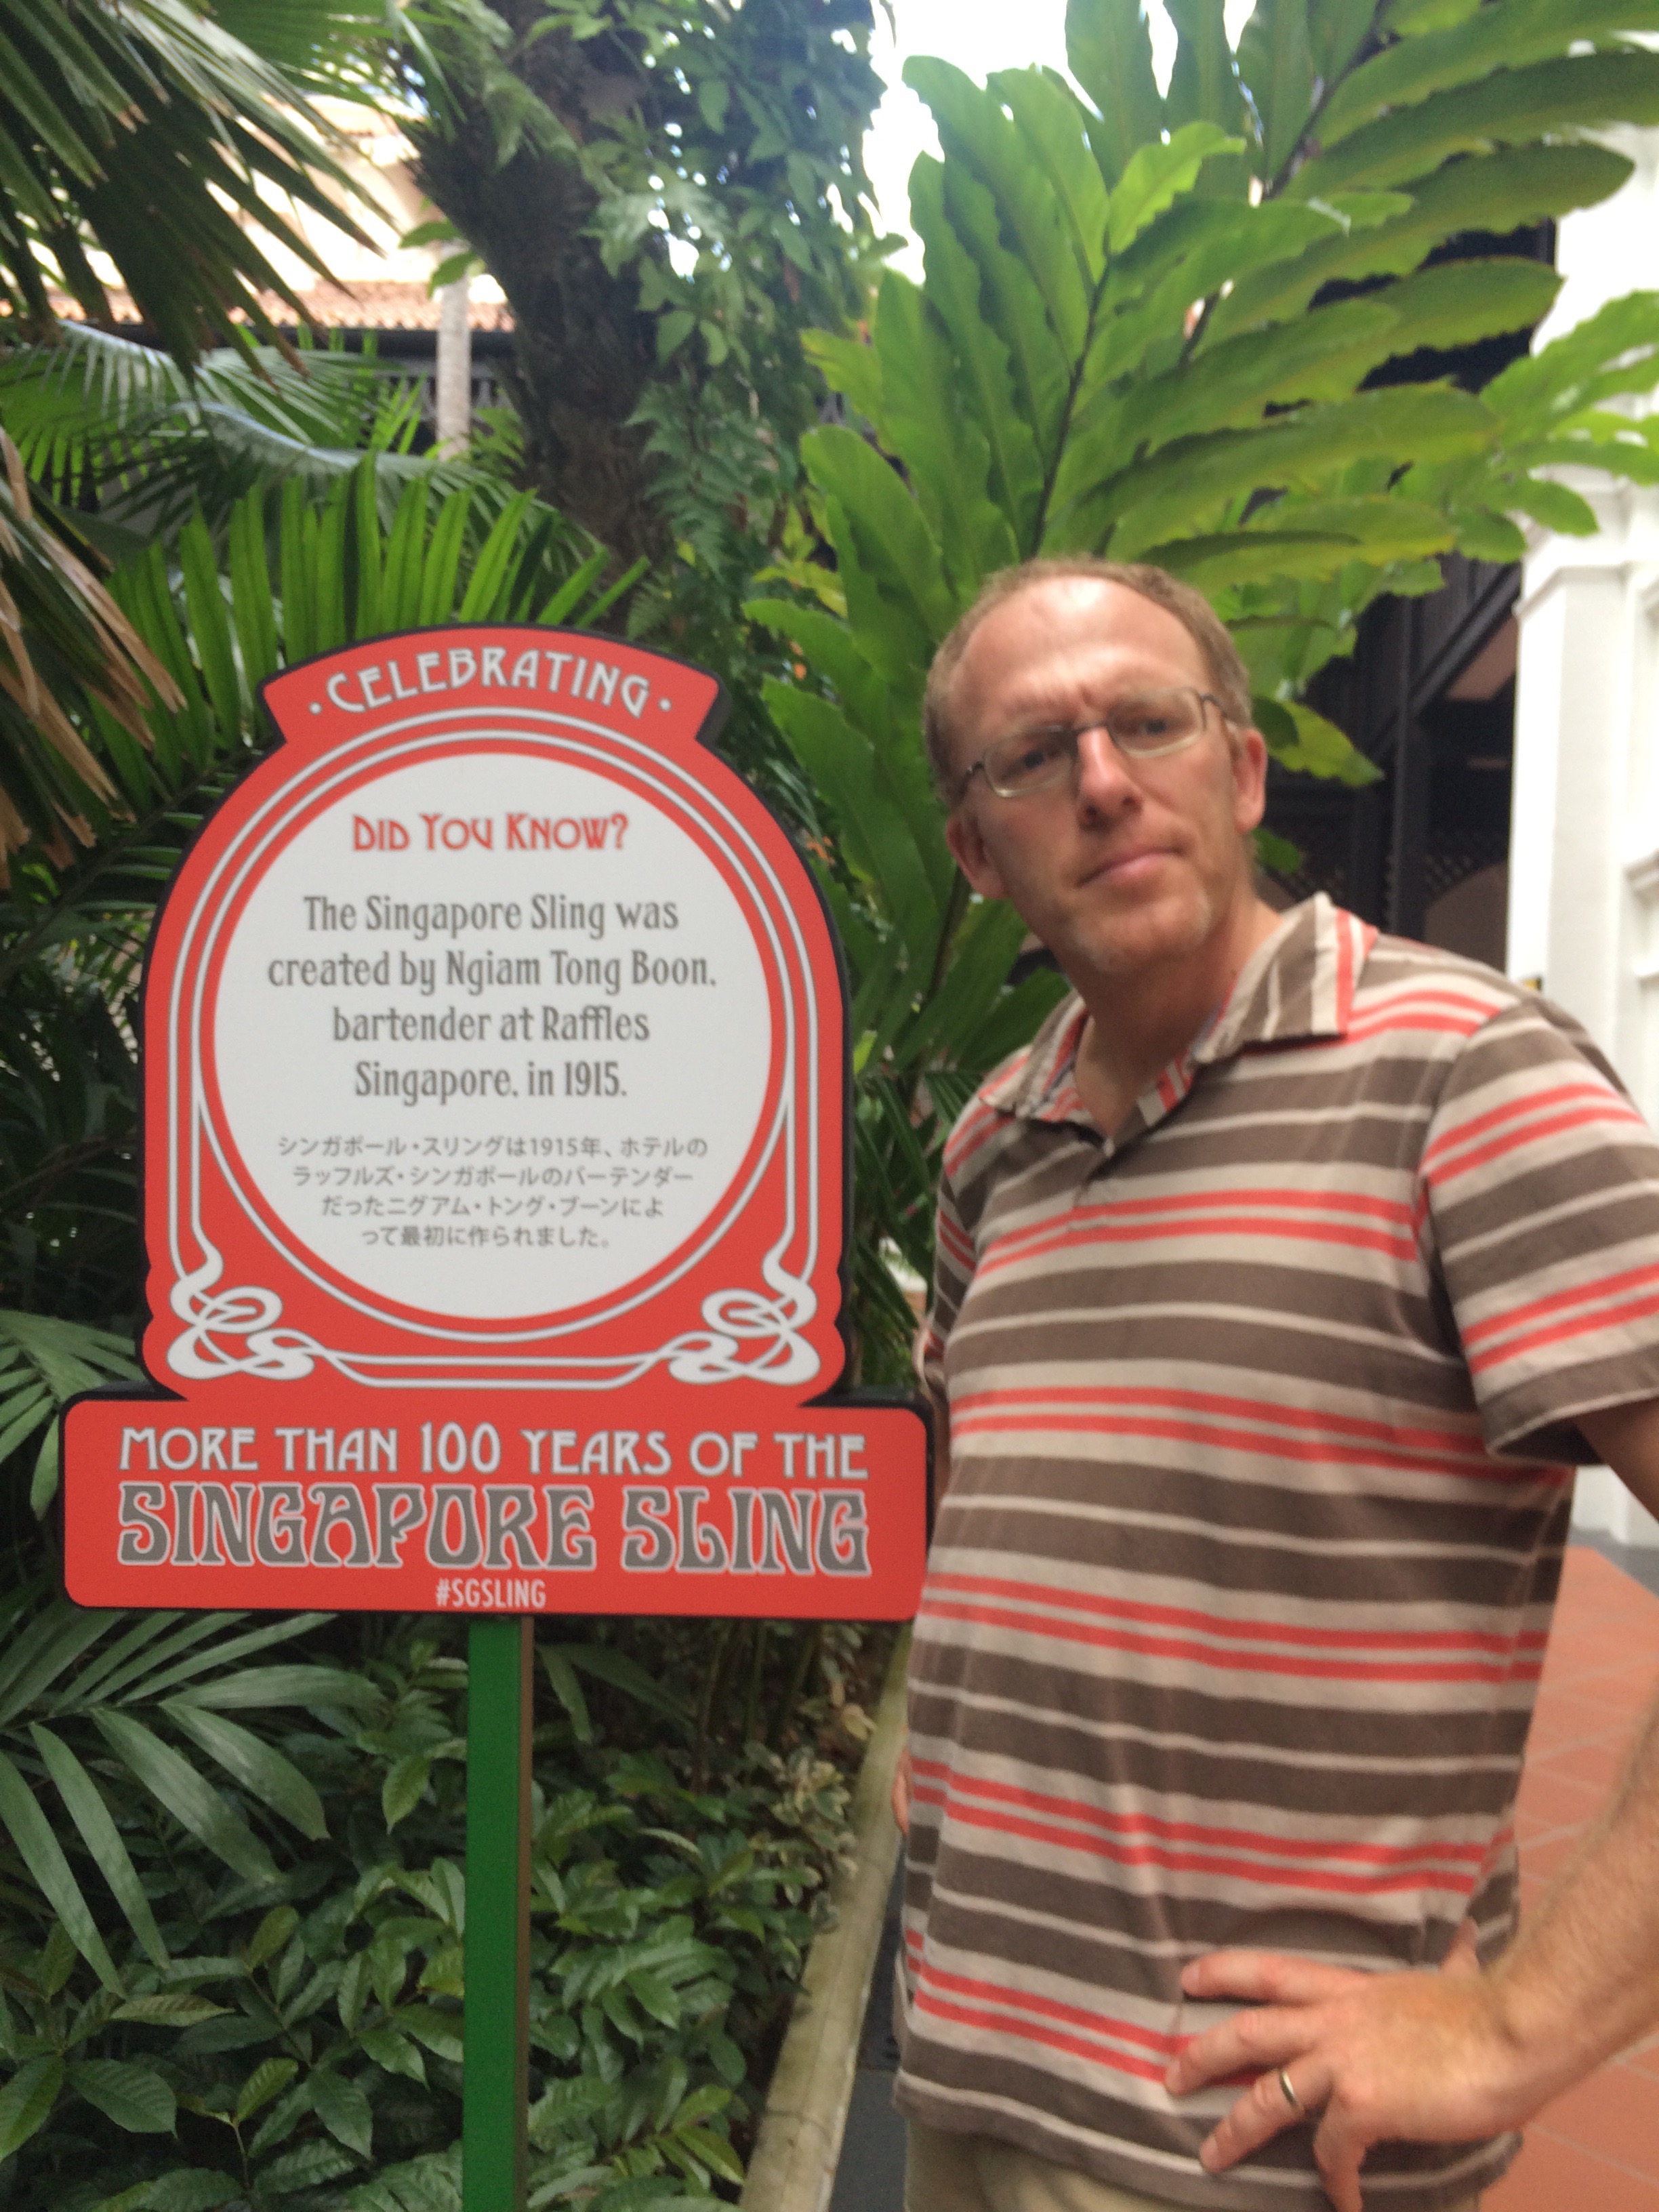 · CELEBRATING ·
DID YOU KNOW?
The Singapore Sling was
created by Ngiam Tong Boon,
bartender at Raffles
Singapore, in 1915.
シンガポール・スリングは1915年、ホテルの
ラッフルズ・シンガポールのバーテンダー
だったニグアム・トング・ブーンによ
って最初に作られました。
MORE THAN 100 YEARS OF THE
SINGAPORE SLING
#SGSLING